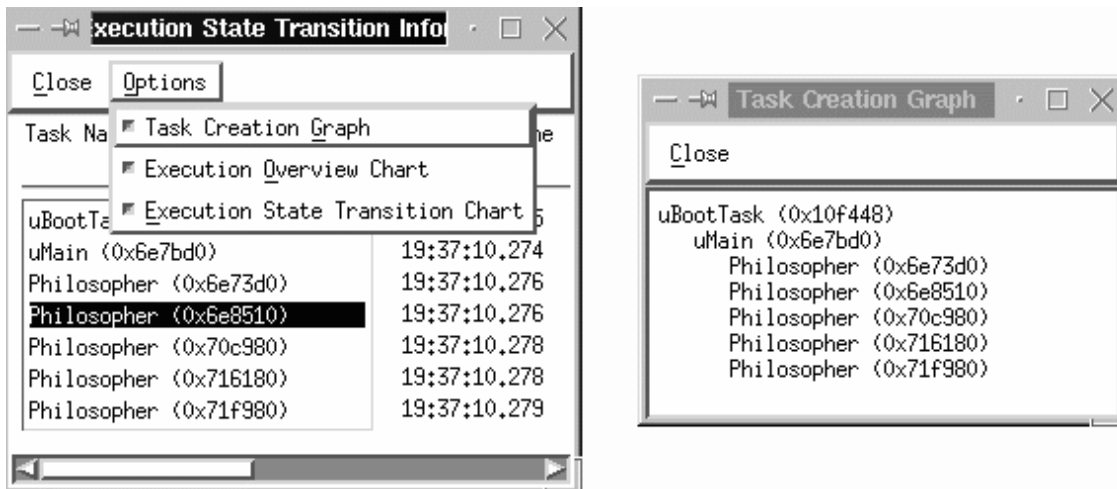 xecution State Transition Infor
Close Options
Task Creation Graph
Execution Overview Chart
Execution State Transition Chart
Task Na
uBootTa
uMain (0x6e7bd0) 19:37:10.274
Philosopher (0x6e73d0) 19:37:10.276
Philosopher (0x6e8510) 19:37:10.276
Philosopher (0x70c980) 19:37:10.278
Philosopher (0x716180) 19:37:10.278
Philosopher (0x71f980) 19:37:10.279
Task Creation Graph
Close
uBootTask (0x10f448)
uMain (0x6e7bd0)
Philosopher (0x6e73d0)
Philosopher (0x6e8510)
Philosopher (0x70c980)
Philosopher (0x716180)
Philosopher (0x71f980)